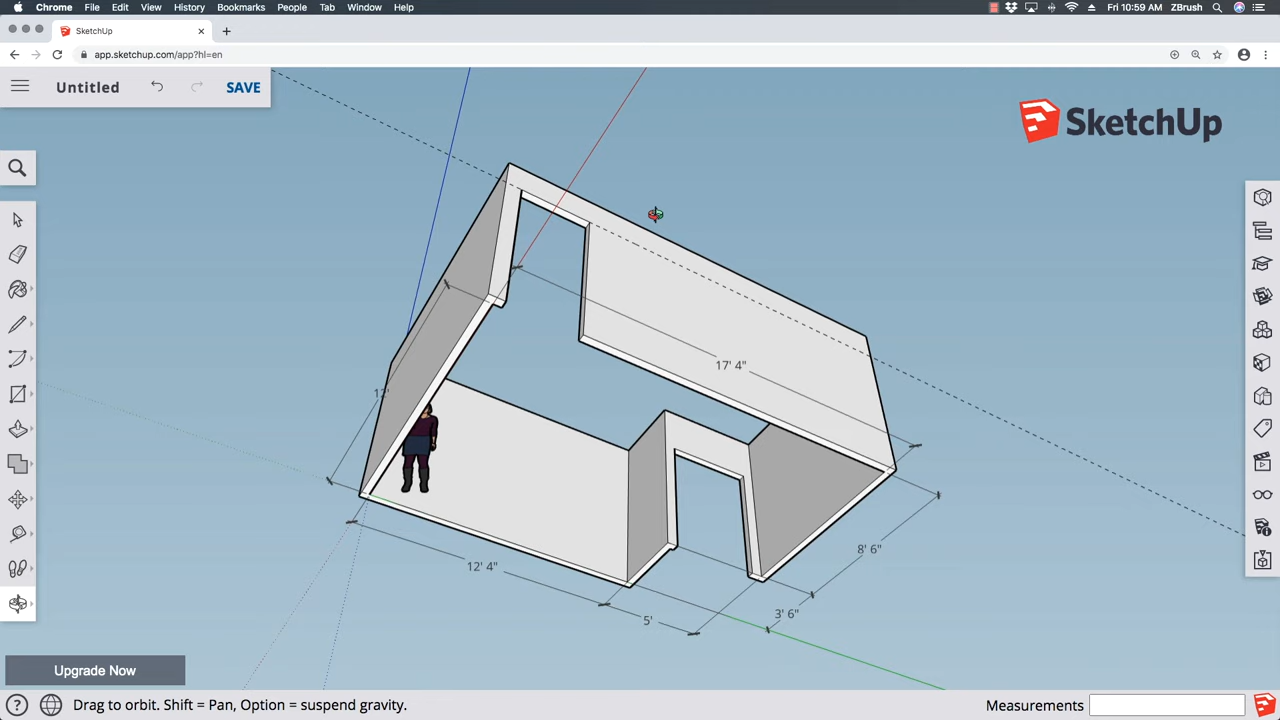 Chrome File Edit View History Bookmarks People Tab Window Help Fri 10:59 AM ZBrush
SketchUp
app.sketchup.com/app?hl=en
Untitled SAVE
SketchUp
17' 4"
12'
12' 4"
8' 6"
3' 6"
5'
Upgrade Now
Drag to orbit. Shift = Pan, Option = suspend gravity. Measurements